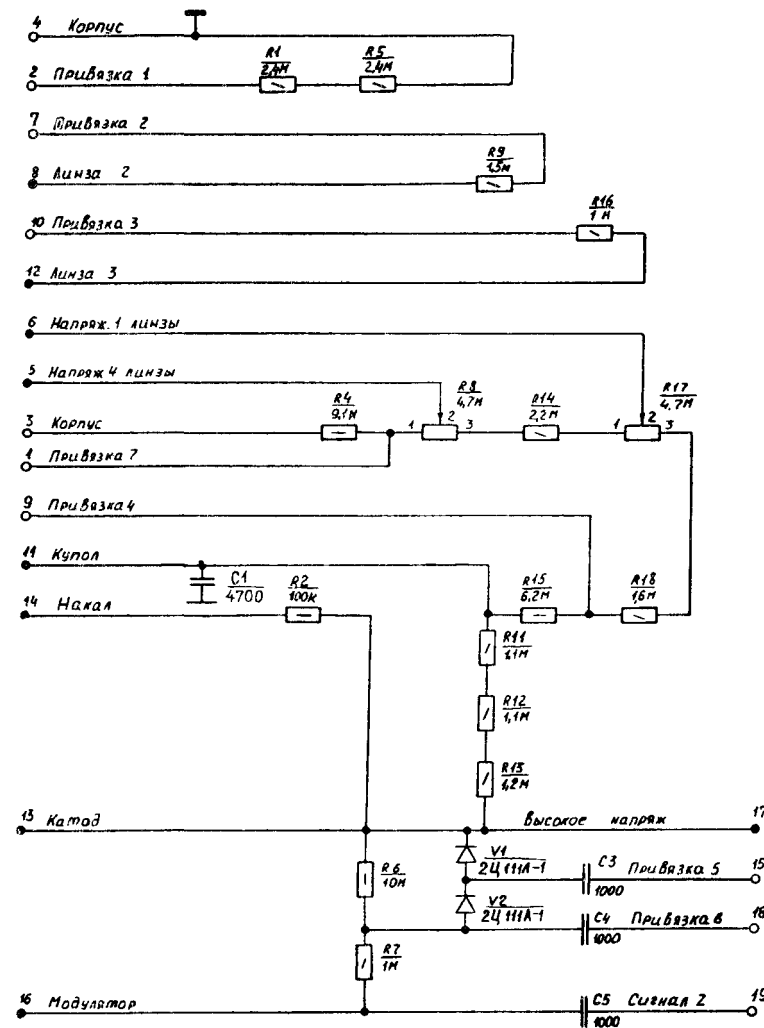 4 Корпус
R1 R5
2,4М 2,4М
2 Привязка 1
7 Привязка 2
R9
1,5М
8 Линза 2
R16
1 М
10 Привязка 3
12 Линза 3
6 Напряж. 1 линзы
5 Напряж 4 линзы
R8 R17
4,7М 4,7М
R4 R14
9,1М 2,2М
3 Корпус 1 2 3 1 2 3
1 Привязка 7
9 Привязка 4
11 Купол
C1
4700
R2
100К
R15 R18
6,2М 1,6М
14 Накал
R11
1,1М
R12
1,1М
R13
1,2М
13 Катод Высокое напряж 17
V1
2Ц111А-1
R6
10М
C3 Привязка 5 15
1000
V2
2Ц111А-1
C4 Привязка 6 18
1000
R7
1М
16 Модулятор C5 Сигнал 2 19
1000